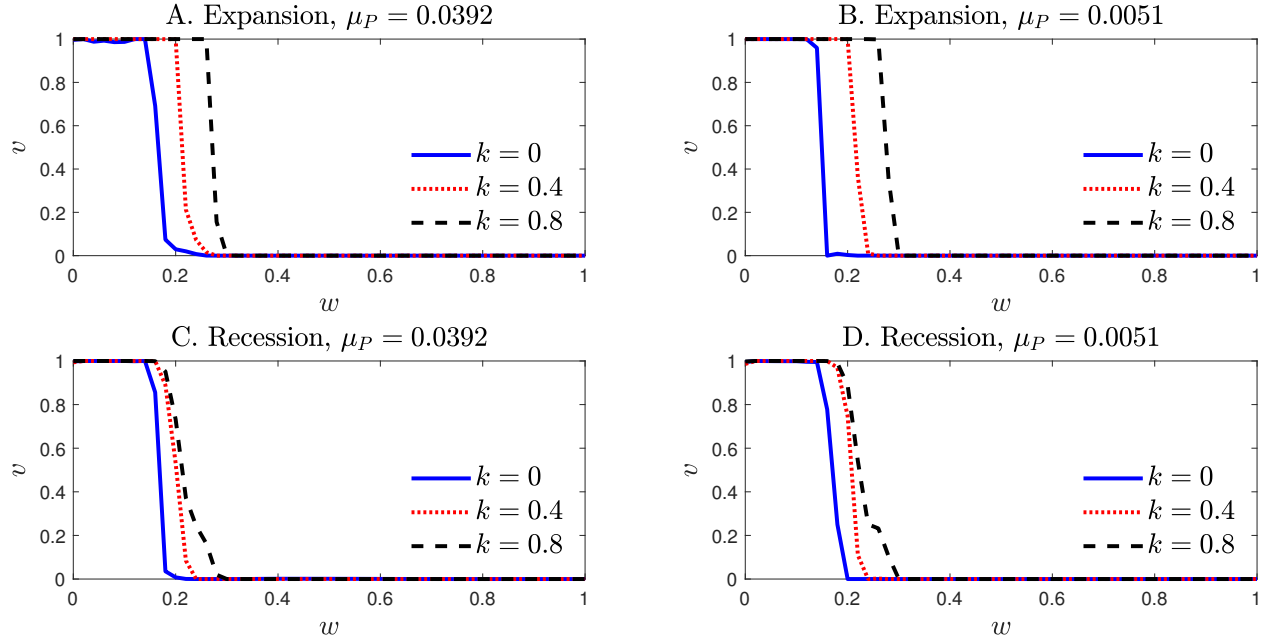 A. Expansion, μ_P = 0.0392
1
0.8
0.6
0.4
0.2
0
v
k = 0
k = 0.4
k = 0.8
0 0.2 0.4 0.6 0.8 1
w
B. Expansion, μ_P = 0.0051
1
0.8
0.6
0.4
0.2
0
v
k = 0
k = 0.4
k = 0.8
0 0.2 0.4 0.6 0.8 1
w
C. Recession, μ_P = 0.0392
1
0.8
0.6
0.4
0.2
0
v
k = 0
k = 0.4
k = 0.8
0 0.2 0.4 0.6 0.8 1
w
D. Recession, μ_P = 0.0051
1
0.8
0.6
0.4
0.2
0
v
k = 0
k = 0.4
k = 0.8
0 0.2 0.4 0.6 0.8 1
w